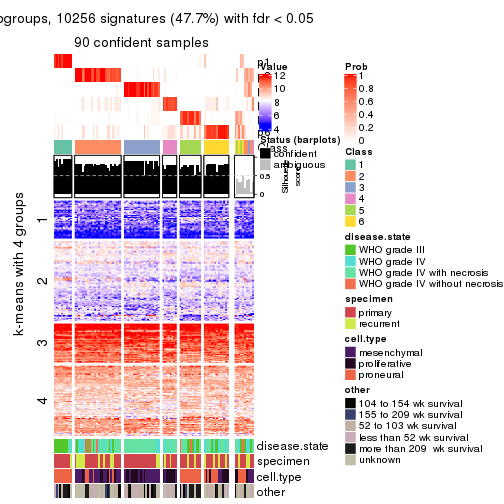 ogroups, 10256 signatures (47.7%) with fdr < 0.05
90 confident samples
k-means with 4 groups
1
2
3
4
Value
12
10
8
6
4
Status (barplots)
confident
ambiguous
0.5
0
Silhouette
score
Prob
1
0.8
0.6
0.4
0.2
0
Class
1
2
3
4
5
6
disease.state
WHO grade III
WHO grade IV
WHO grade IV with necrosis
WHO grade IV without necrosis
specimen
primary
recurrent
cell.type
mesenchymal
proliferative
proneural
other
104 to 154 wk survival
155 to 209 wk survival
52 to 103 wk survival
less than 52 wk survival
more than 209  wk survival
unknown
disease.state
specimen
cell.type
other